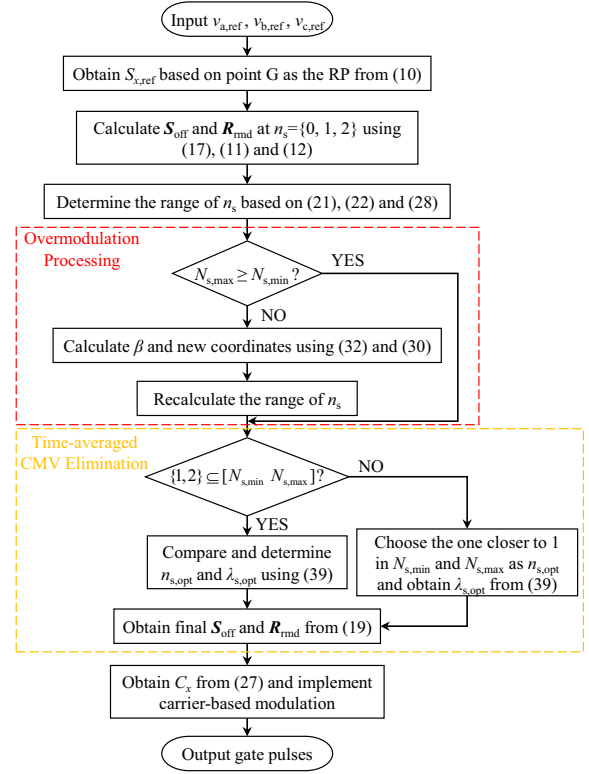 Input v_a,ref, v_b,ref, v_c,ref
Obtain S_x,ref based on point G as the RP from (10)
Calculate S_off and R_rmd at n_s={0, 1, 2} using
(17), (11) and (12)
Determine the range of n_s based on (21), (22) and (28)
Overmodulation
Processing
N_s,max ≥ N_s,min ?
YES
NO
Calculate β and new coordinates using (32) and (30)
Recalculate the range of n_s
Time-averaged
CMV Elimination
{1, 2} ⊆ [N_s,min N_s,max]?
NO
YES
Compare and determine
n_s,opt and λ_s,opt using (39)
Choose the one closer to 1
in N_s,min and N_s,max as n_s,opt
and obtain λ_s,opt from (39)
Obtain final S_off and R_rmd from (19)
Obtain C_x from (27) and implement
carrier-based modulation
Output gate pulses